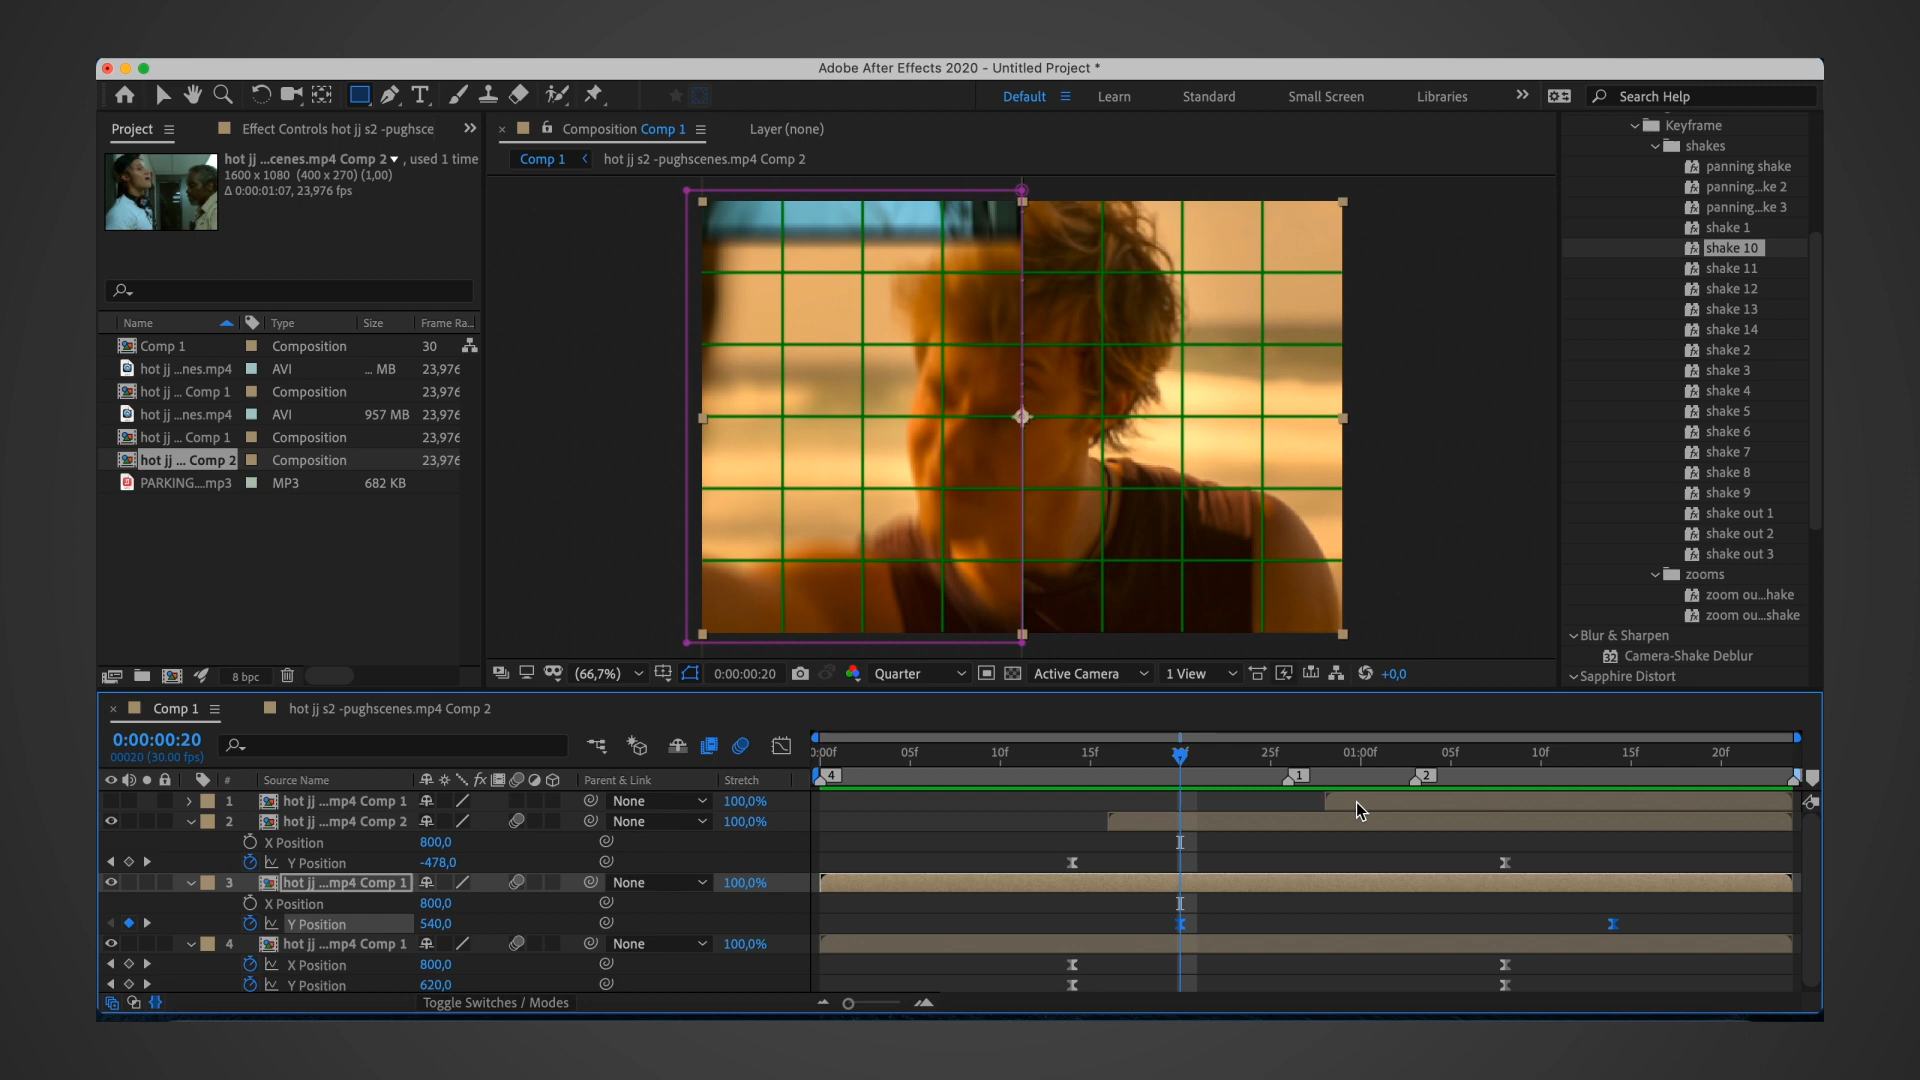 Adobe After Effects 2020 - Untitled Project *
Default
Learn
Standard
Small Screen
Libraries
Search Help
Project
Effect Controls hot jj s2 -pughsce
Composition Comp 1
Layer (none)
hot jj ...cenes.mp4 Comp 2 , used 1 time
1600 x 1080 (400 x 270) (1,00)
Δ 0:00:01:07, 23,976 fps
Comp 1
hot jj s2 -pughscenes.mp4 Comp 2
Name
Type
Size
Frame Ra...
Comp 1 Composition 30
hot jj ...nes.mp4 AVI ... MB 23,976
hot jj ... Comp 1 Composition 23,976
hot jj ...nes.mp4 AVI 957 MB 23,976
hot jj ... Comp 1 Composition 23,976
hot jj ... Comp 2 Composition 23,976
PARKING....mp3 MP3 682 KB
8 bpc
(66,7%)
0:00:00:20
Quarter
Active Camera
1 View
+0,0
Keyframe
shakes
panning shake
panning...ke 2
panning...ke 3
shake 1
shake 10
shake 11
shake 12
shake 13
shake 14
shake 2
shake 3
shake 4
shake 5
shake 6
shake 7
shake 8
shake 9
shake out 1
shake out 2
shake out 3
zooms
zoom ou...hake
zoom ou...shake
Blur & Sharpen
32 Camera-Shake Deblur
Sapphire Distort
Comp 1
hot jj s2 -pughscenes.mp4 Comp 2
0:00:00:20
00020 (30.00 fps)
0:00f 05f 10f 15f 25f 01:00f 05f 10f 15f 20f
4 1 2
# Source Name Parent & Link Stretch
1 hot jj ...mp4 Comp 1 None 100,0%
2 hot jj ...mp4 Comp 2 None 100,0%
X Position 800,0
Y Position -478,0
3 hot jj ...mp4 Comp 1 None 100,0%
X Position 800,0
Y Position 540,0
4 hot jj ...mp4 Comp 1 None 100,0%
X Position 800,0
Y Position 620,0
Toggle Switches / Modes